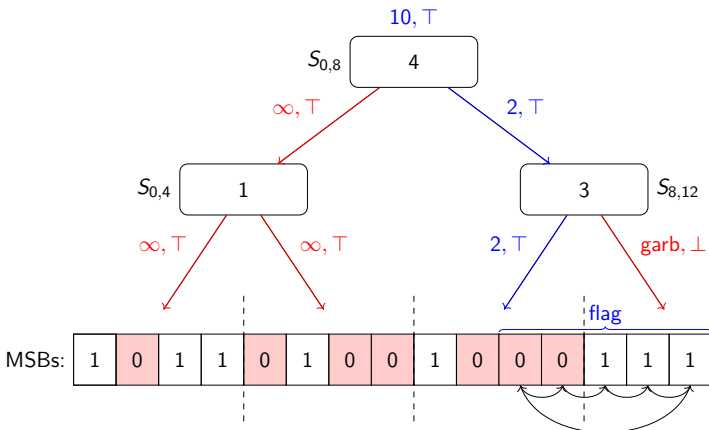 10, ⊤
S0,8 4
∞, ⊤ 2, ⊤
S0,4 1 3 S8,12
∞, ⊤ ∞, ⊤ 2, ⊤ garb, ⊥
flag
MSBs: 1 0 1 1 0 1 0 0 1 0 0 0 1 1 1